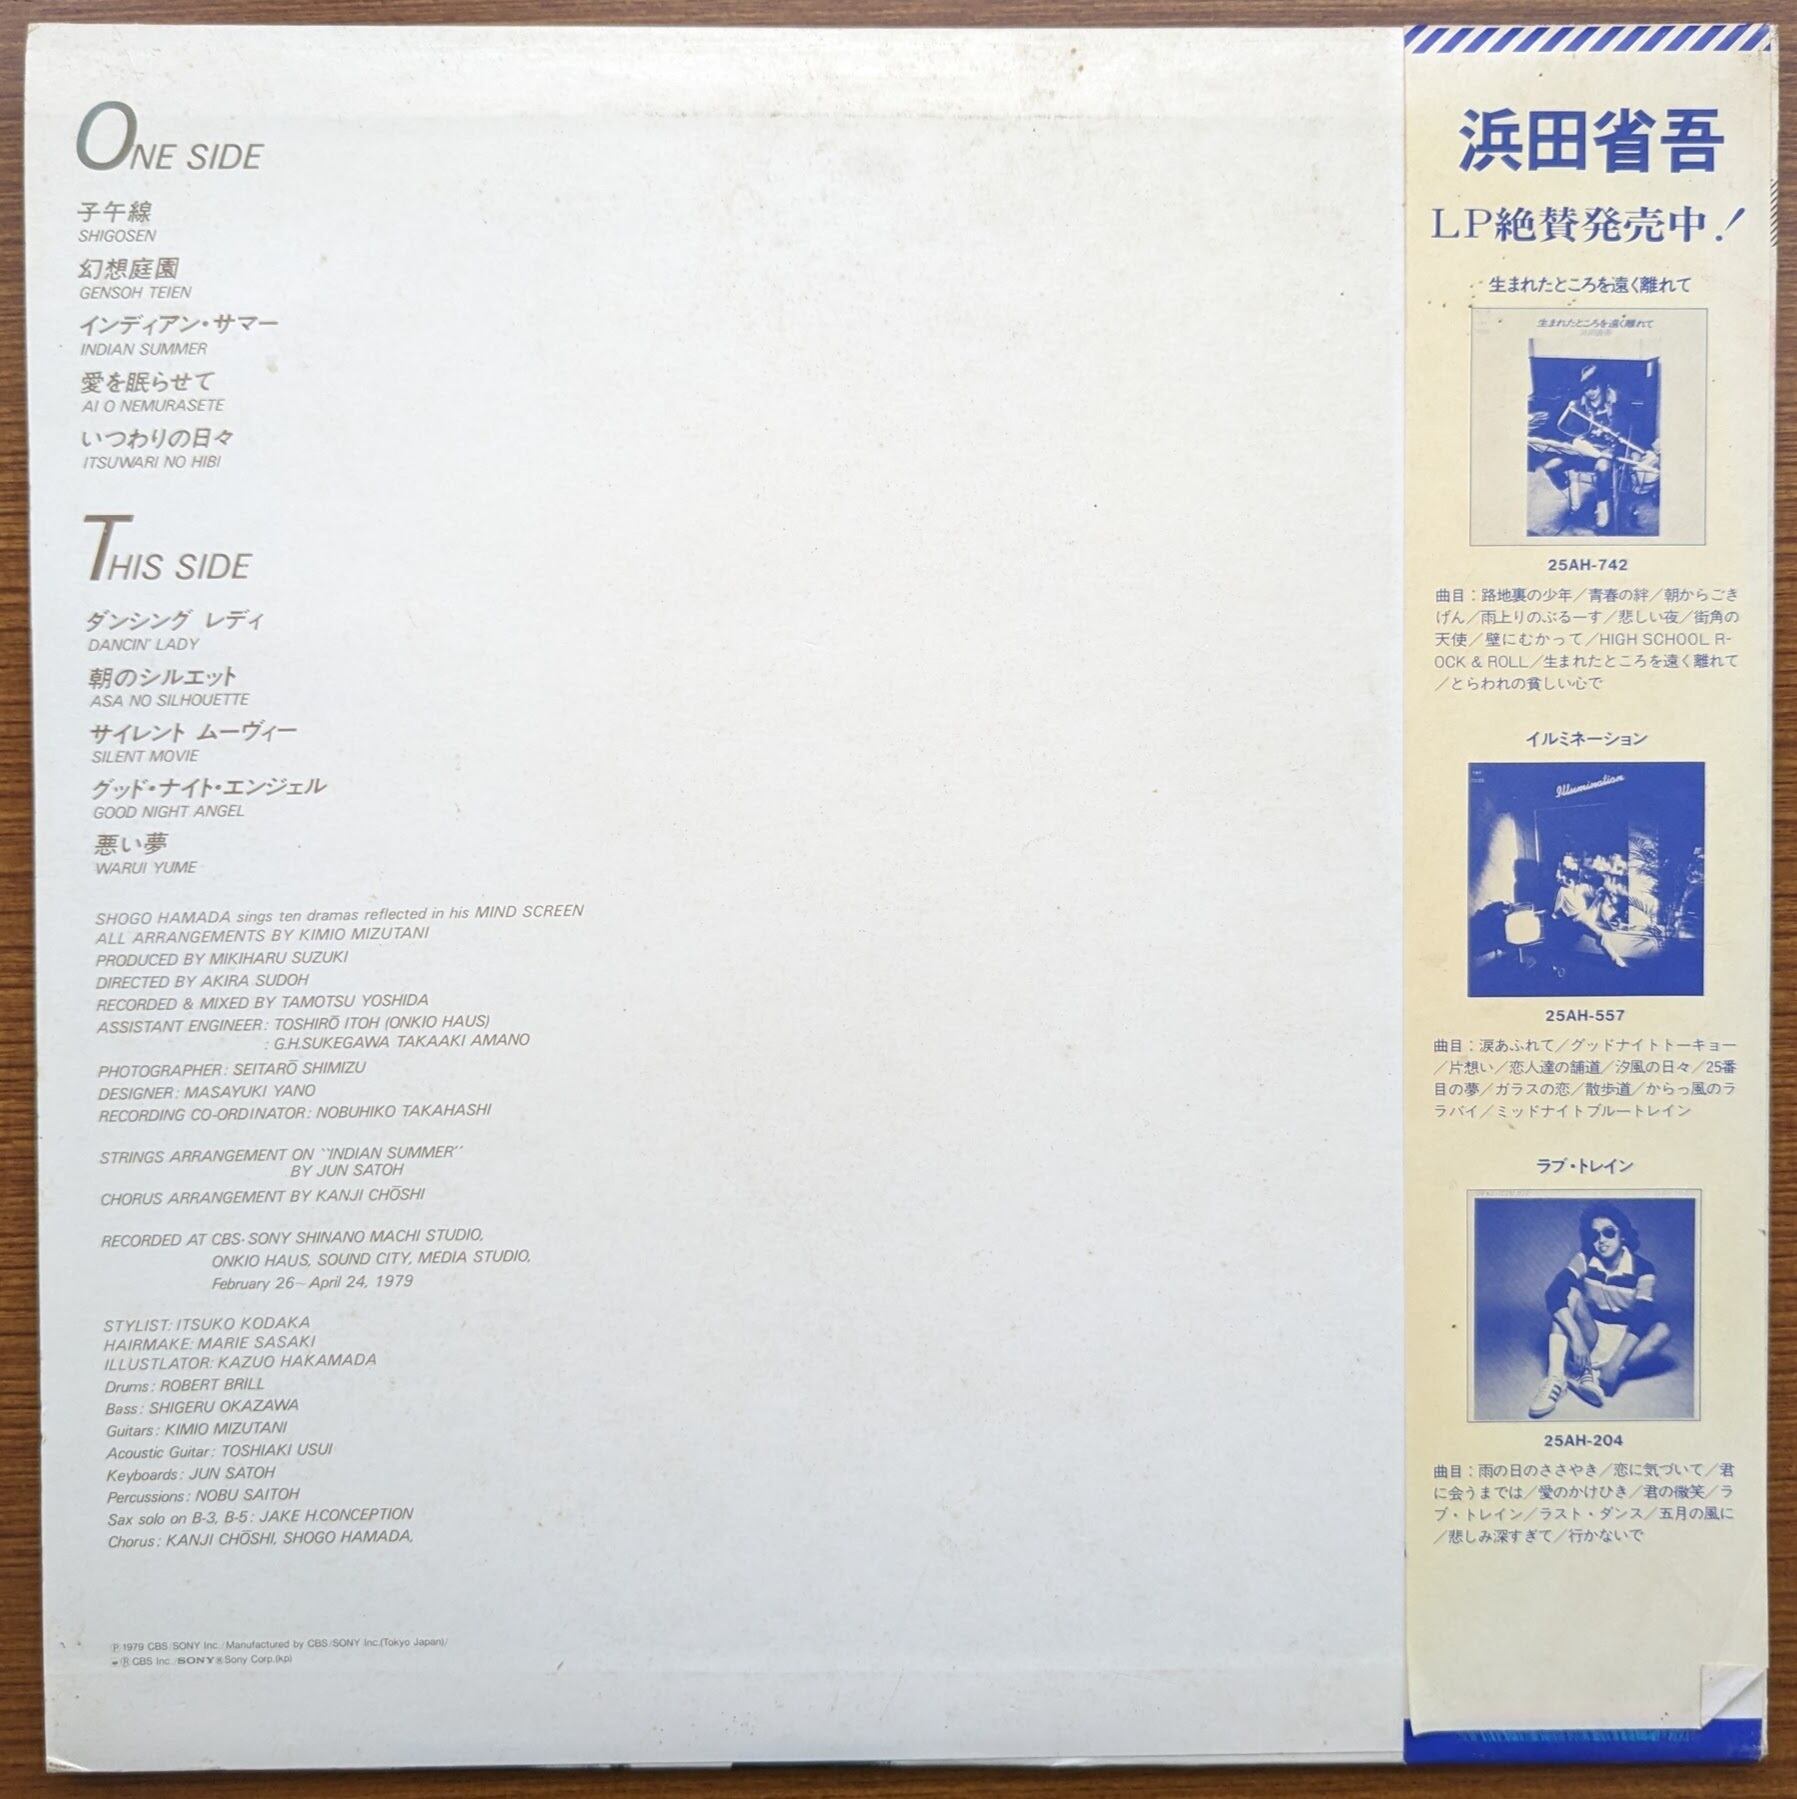 ONE SIDE
子午線
SHIGOSEN
幻想庭園
GENSOH TEIEN
インディアン・サマー
INDIAN SUMMER
愛を眠らせて
AI O NEMURASETE
いつわりの日々
ITSUWARI NO HIBI
THIS SIDE
ダンシング レディ
DANCIN' LADY
朝のシルエット
ASA NO SILHOUETTE
サイレント ムーヴィー
SILENT MOVIE
グッド・ナイト・エンジェル
GOOD NIGHT ANGEL
悪い夢
WARUI YUME
SHOGO HAMADA sings ten dramas reflected in his MIND SCREEN
ALL ARRANGEMENTS BY KIMIO MIZUTANI
PRODUCED BY MIKIHARU SUZUKI
DIRECTED BY AKIRA SUDOH
RECORDED & MIXED BY TAMOTSU YOSHIDA
ASSISTANT ENGINEER: TOSHIRŌ ITOH (ONKIO HAUS)
: G.H.SUKEGAWA TAKAAKI AMANO
PHOTOGRAPHER: SEITARŌ SHIMIZU
DESIGNER: MASAYUKI YANO
RECORDING CO-ORDINATOR: NOBUHIKO TAKAHASHI
STRINGS ARRANGEMENT ON "INDIAN SUMMER"
BY JUN SATOH
CHORUS ARRANGEMENT BY KANJI CHŌSHI
RECORDED AT CBS・SONY SHINANO MACHI STUDIO,
ONKIO HAUS, SOUND CITY, MEDIA STUDIO,
February 26~April 24, 1979
STYLIST: ITSUKO KODAKA
HAIRMAKE: MARIE SASAKI
ILLUSTLATOR: KAZUO HAKAMADA
Drums: ROBERT BRILL
Bass: SHIGERU OKAZAWA
Guitars: KIMIO MIZUTANI
Acoustic Guitar: TOSHIAKI USUI
Keyboards: JUN SATOH
Percussions: NOBU SAITOH
Sax solo on B-3, B-5: JAKE H.CONCEPTION
Chorus: KANJI CHŌSHI, SHOGO HAMADA,
Ⓟ 1979 CBS/SONY Inc./Manufactured by CBS/SONY Inc.(Tokyo Japan)/
Ⓡ CBS Inc./SONY® Sony Corp.(kp)
浜田省吾
LP絶賛発売中!
生まれたところを遠く離れて
生まれたところを遠く離れて
浜田省吾
25AH-742
曲目：路地裏の少年／青春の絆／朝からごき
げん／雨上りのぶるーす／悲しい夜／街角の
天使／壁にむかって／HIGH SCHOOL R-
OCK & ROLL／生まれたところを遠く離れて
／とらわれの貧しい心で
イルミネーション
Illumination
25AH-557
曲目：涙あふれて／グッドナイトトーキョー
／片想い／恋人達の舗道／汐風の日々／25番
目の夢／ガラスの恋／散歩道／からっ風のラ
ラバイ／ミッドナイトブルートレイン
ラブ・トレイン
25AH-204
曲目：雨の日のささやき／恋に気づいて／君
に会うまでは／愛のかけひき／君の微笑／ラ
ブ・トレイン／ラスト・ダンス／五月の風に
／悲しみ深すぎて／行かないで